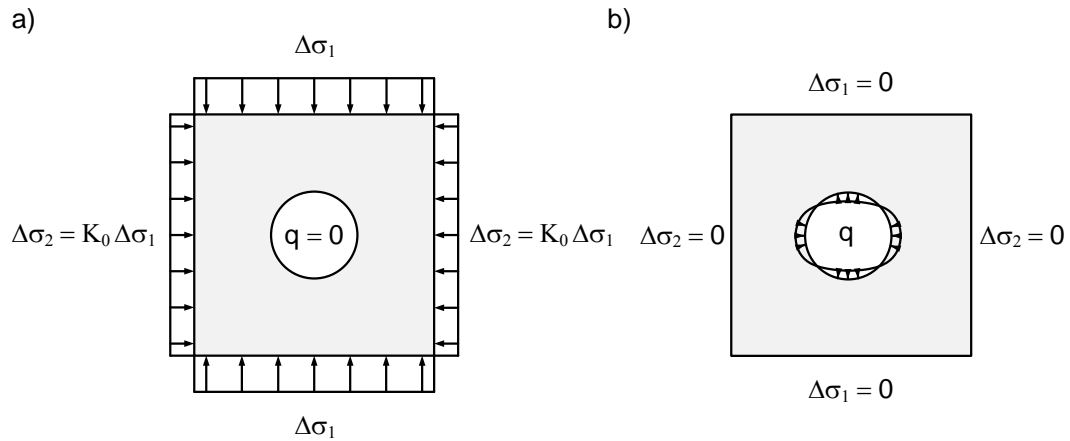 a)
Δσ₁
Δσ₂ = K₀ Δσ₁
q = 0
Δσ₂ = K₀ Δσ₁
Δσ₁
b)
Δσ₁ = 0
Δσ₂ = 0
q
Δσ₂ = 0
Δσ₁ = 0